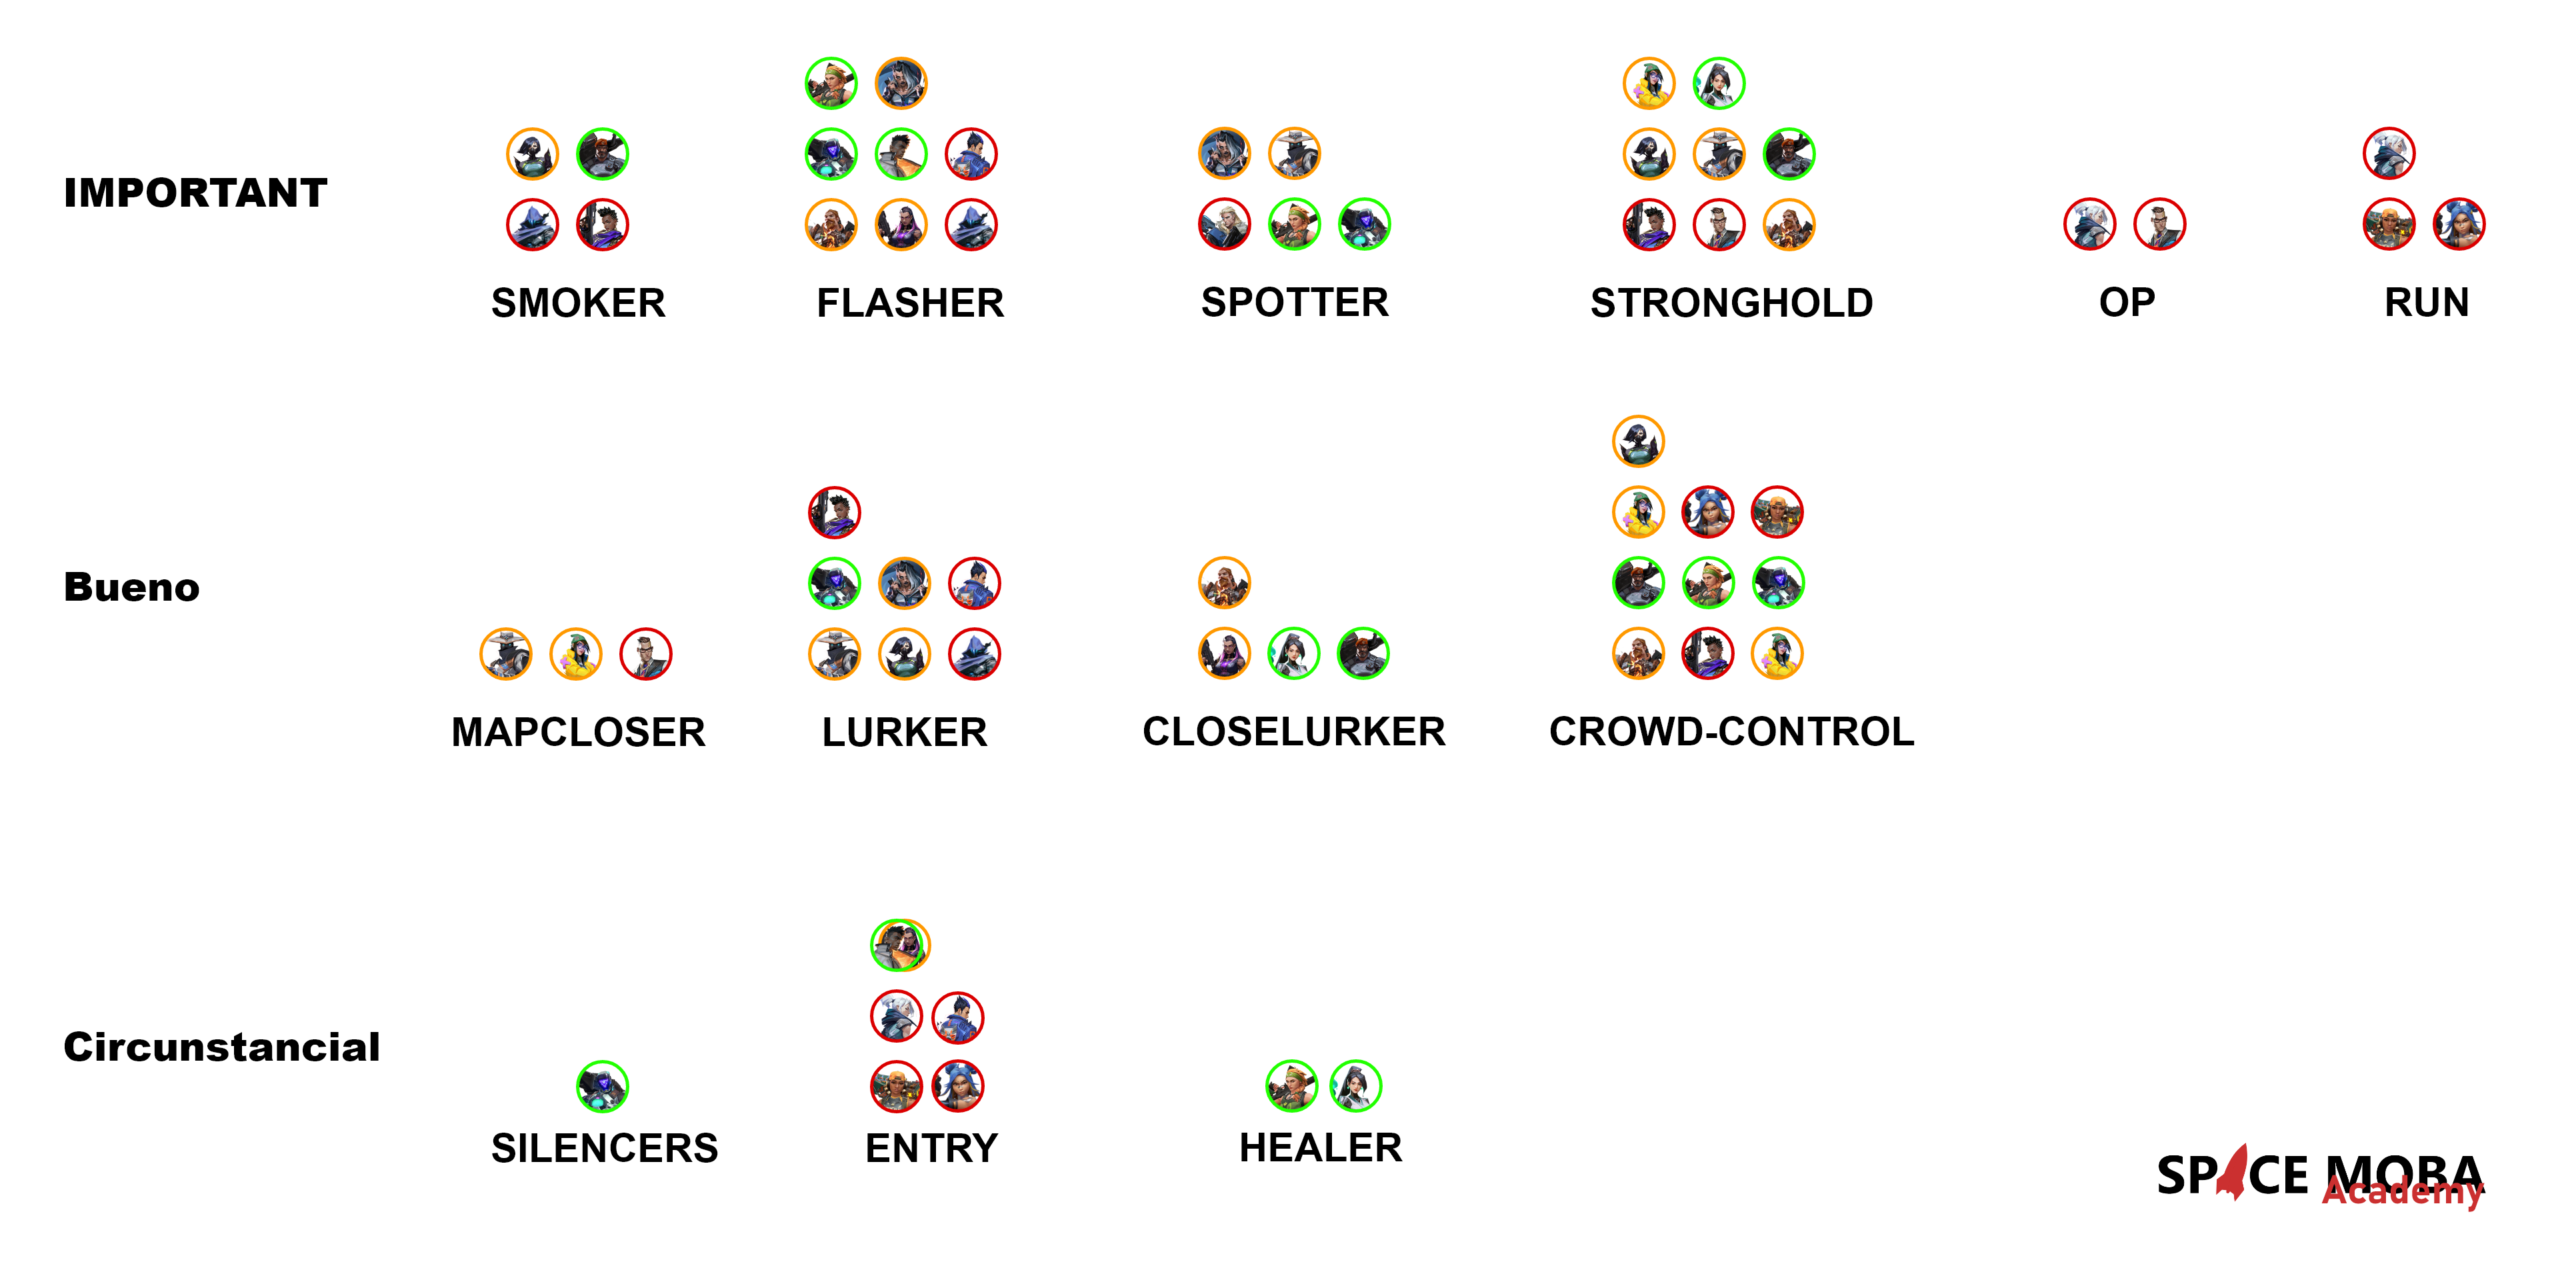 IMPORTANT
SMOKER FLASHER SPOTTER STRONGHOLD OP RUN
Bueno
MAPCLOSER LURKER CLOSELURKER CROWD-CONTROL
Circunstancial
SILENCERS ENTRY HEALER
SPACE MOBA
Academy